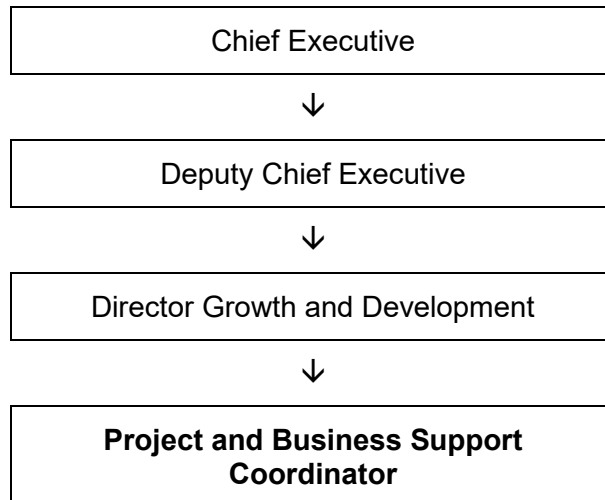 Chief Executive
↓
Deputy Chief Executive
↓
Director Growth and Development
↓
Project and Business Support
Coordinator